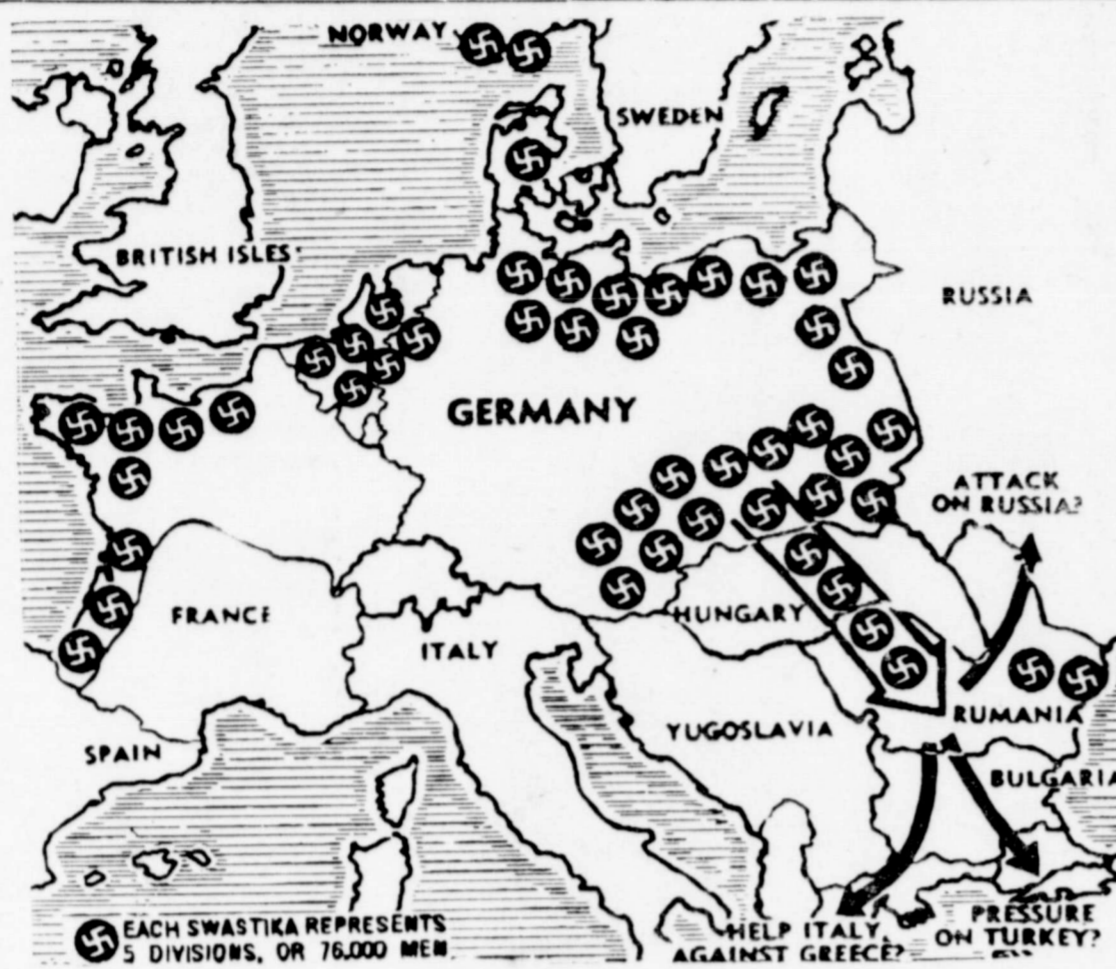 NORWAY
SWEDEN
BRITISH ISLES
RUSSIA
GERMANY
ATTACK
ON RUSSIA?
HUNGARY
FRANCE
ITALY
RUMANIA
YUGOSLAVIA
SPAIN
BULGARIA
EACH SWASTIKA REPRESENTS
5 DIVISIONS, OR 76,000 MEN
HELP ITALY,
AGAINST GREECE?
PRESSURE
ON TURKEY?